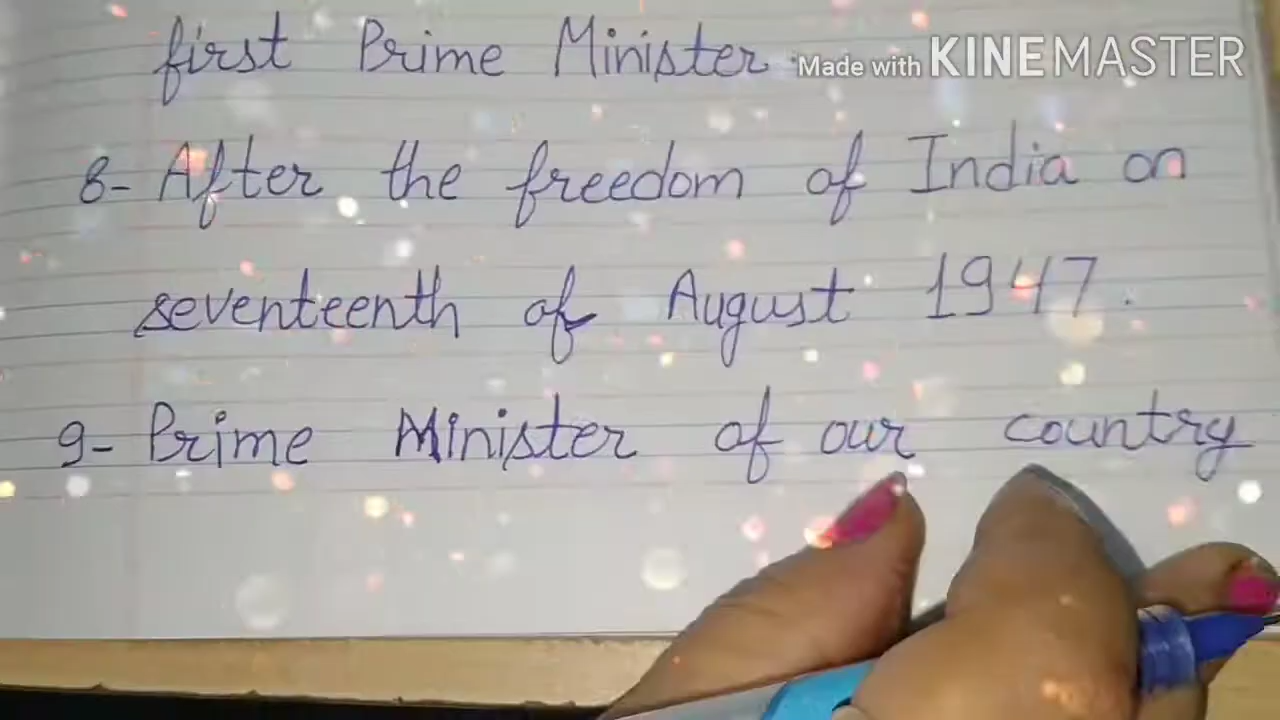 first Prime Minister.
Made with KINEMASTER
8- After the freedom of India on
seventeenth of August 1947.
9- Prime Minister of our country